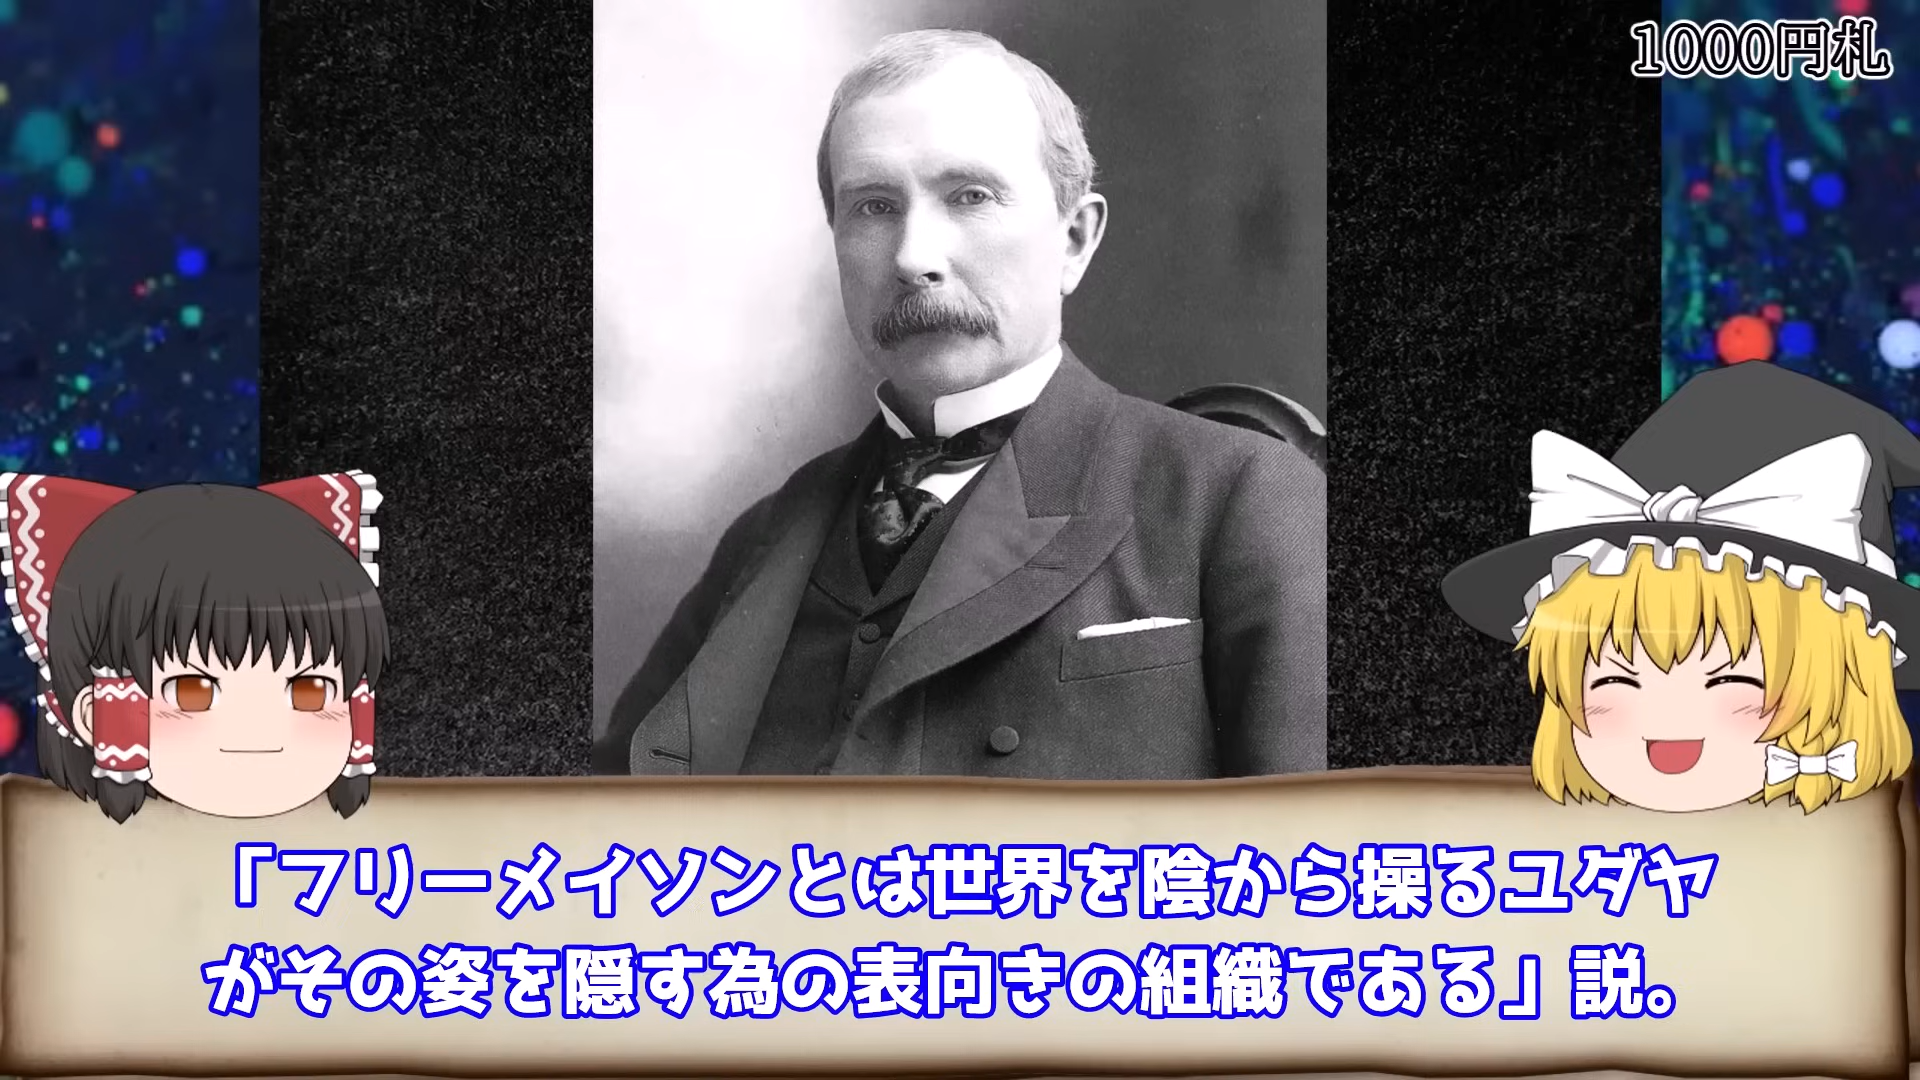 1000円札
「フリーメイソンとは世界を陰から操るユダヤ
がその姿を隠す為の表向きの組織である」説。